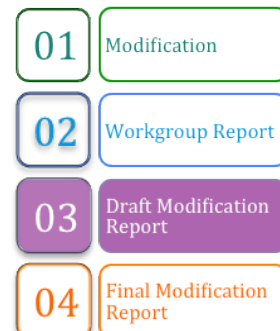 01
Modification
02
Workgroup Report
03
Draft Modification
Report
04
Final Modification
Report